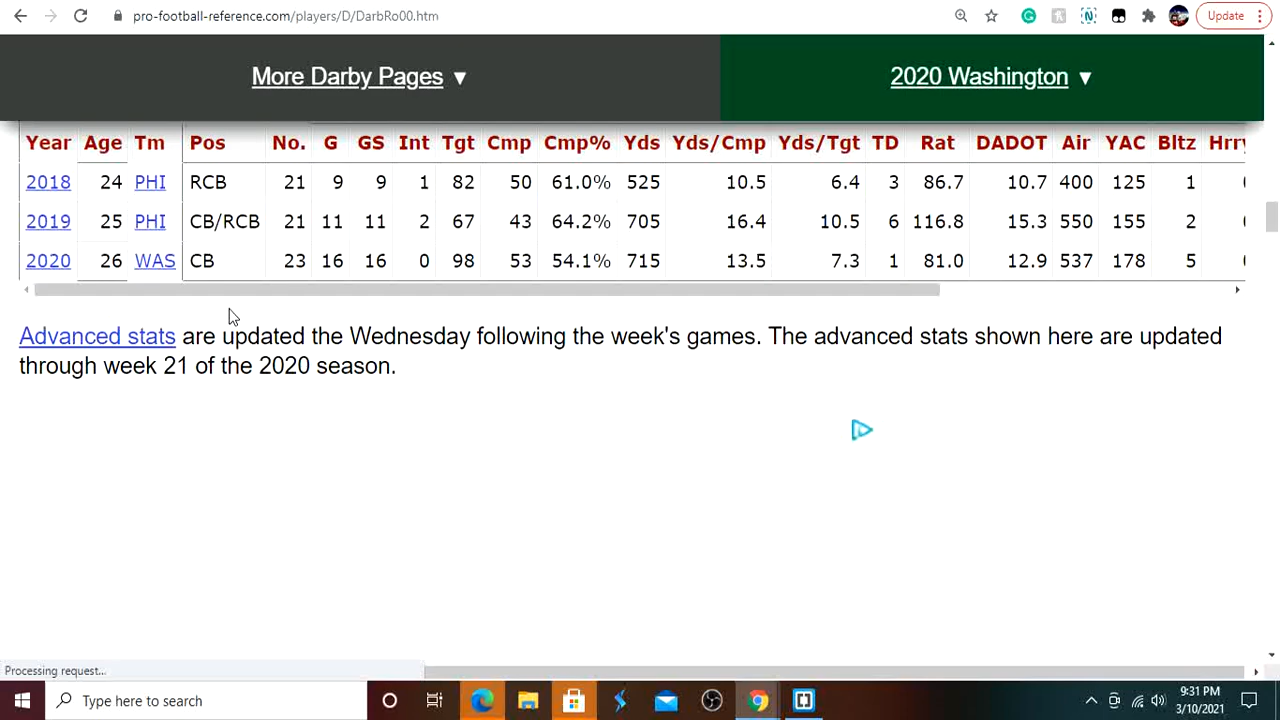 pro-football-reference.com/players/D/DarbRo00.htm Update
More Darby Pages ▼ 2020 Washington ▼
Year Age Tm Pos No. G GS Int Tgt Cmp Cmp% Yds Yds/Cmp Yds/Tgt TD Rat DADOT Air YAC Bltz Hrry
2018 24 PHI RCB 21 9 9 1 82 50 61.0% 525 10.5 6.4 3 86.7 10.7 400 125 1
2019 25 PHI CB/RCB 21 11 11 2 67 43 64.2% 705 16.4 10.5 6 116.8 15.3 550 155 2
2020 26 WAS CB 23 16 16 0 98 53 54.1% 715 13.5 7.3 1 81.0 12.9 537 178 5
Advanced stats are updated the Wednesday following the week's games. The advanced stats shown here are updated
through week 21 of the 2020 season.
Processing request...
Type here to search
9:31 PM
3/10/2021